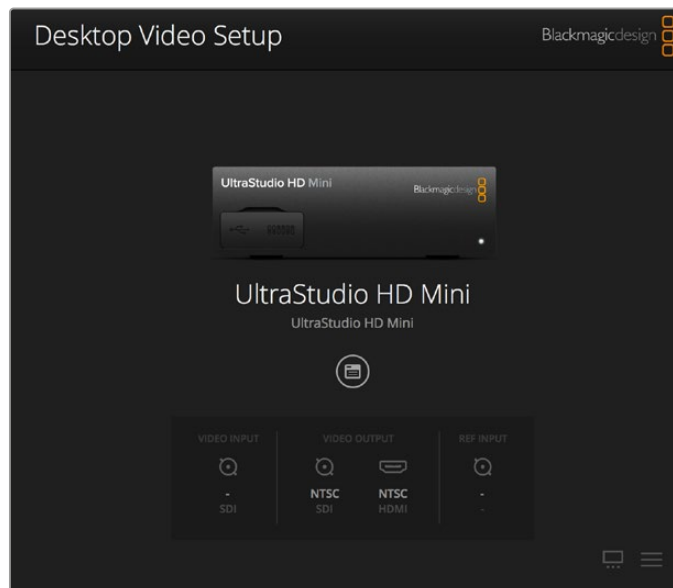 Desktop Video Setup
Blackmagicdesign
UltraStudio HD Mini
Blackmagicdesign
UltraStudio HD Mini
UltraStudio HD Mini
VIDEO INPUT VIDEO OUTPUT REF INPUT
- NTSC NTSC -
SDI SDI HDMI -